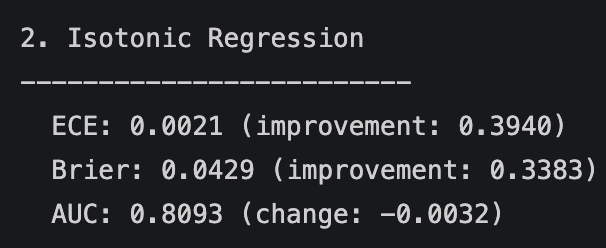 2. Isotonic Regression
-------------------------
ECE: 0.0021 (improvement: 0.3940)
Brier: 0.0429 (improvement: 0.3383)
AUC: 0.8093 (change: -0.0032)